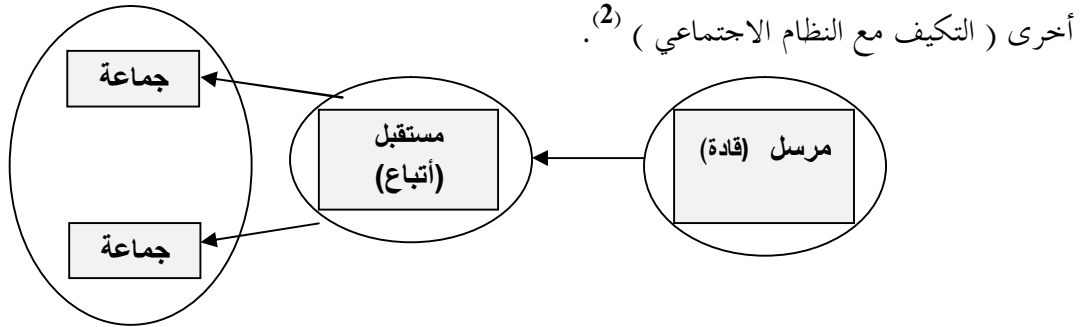 أخرى ( التكيف مع النظام الاجتماعي ) (2).
مرسل (قادة)
مستقبل
(أتباع)
جماعة
جماعة